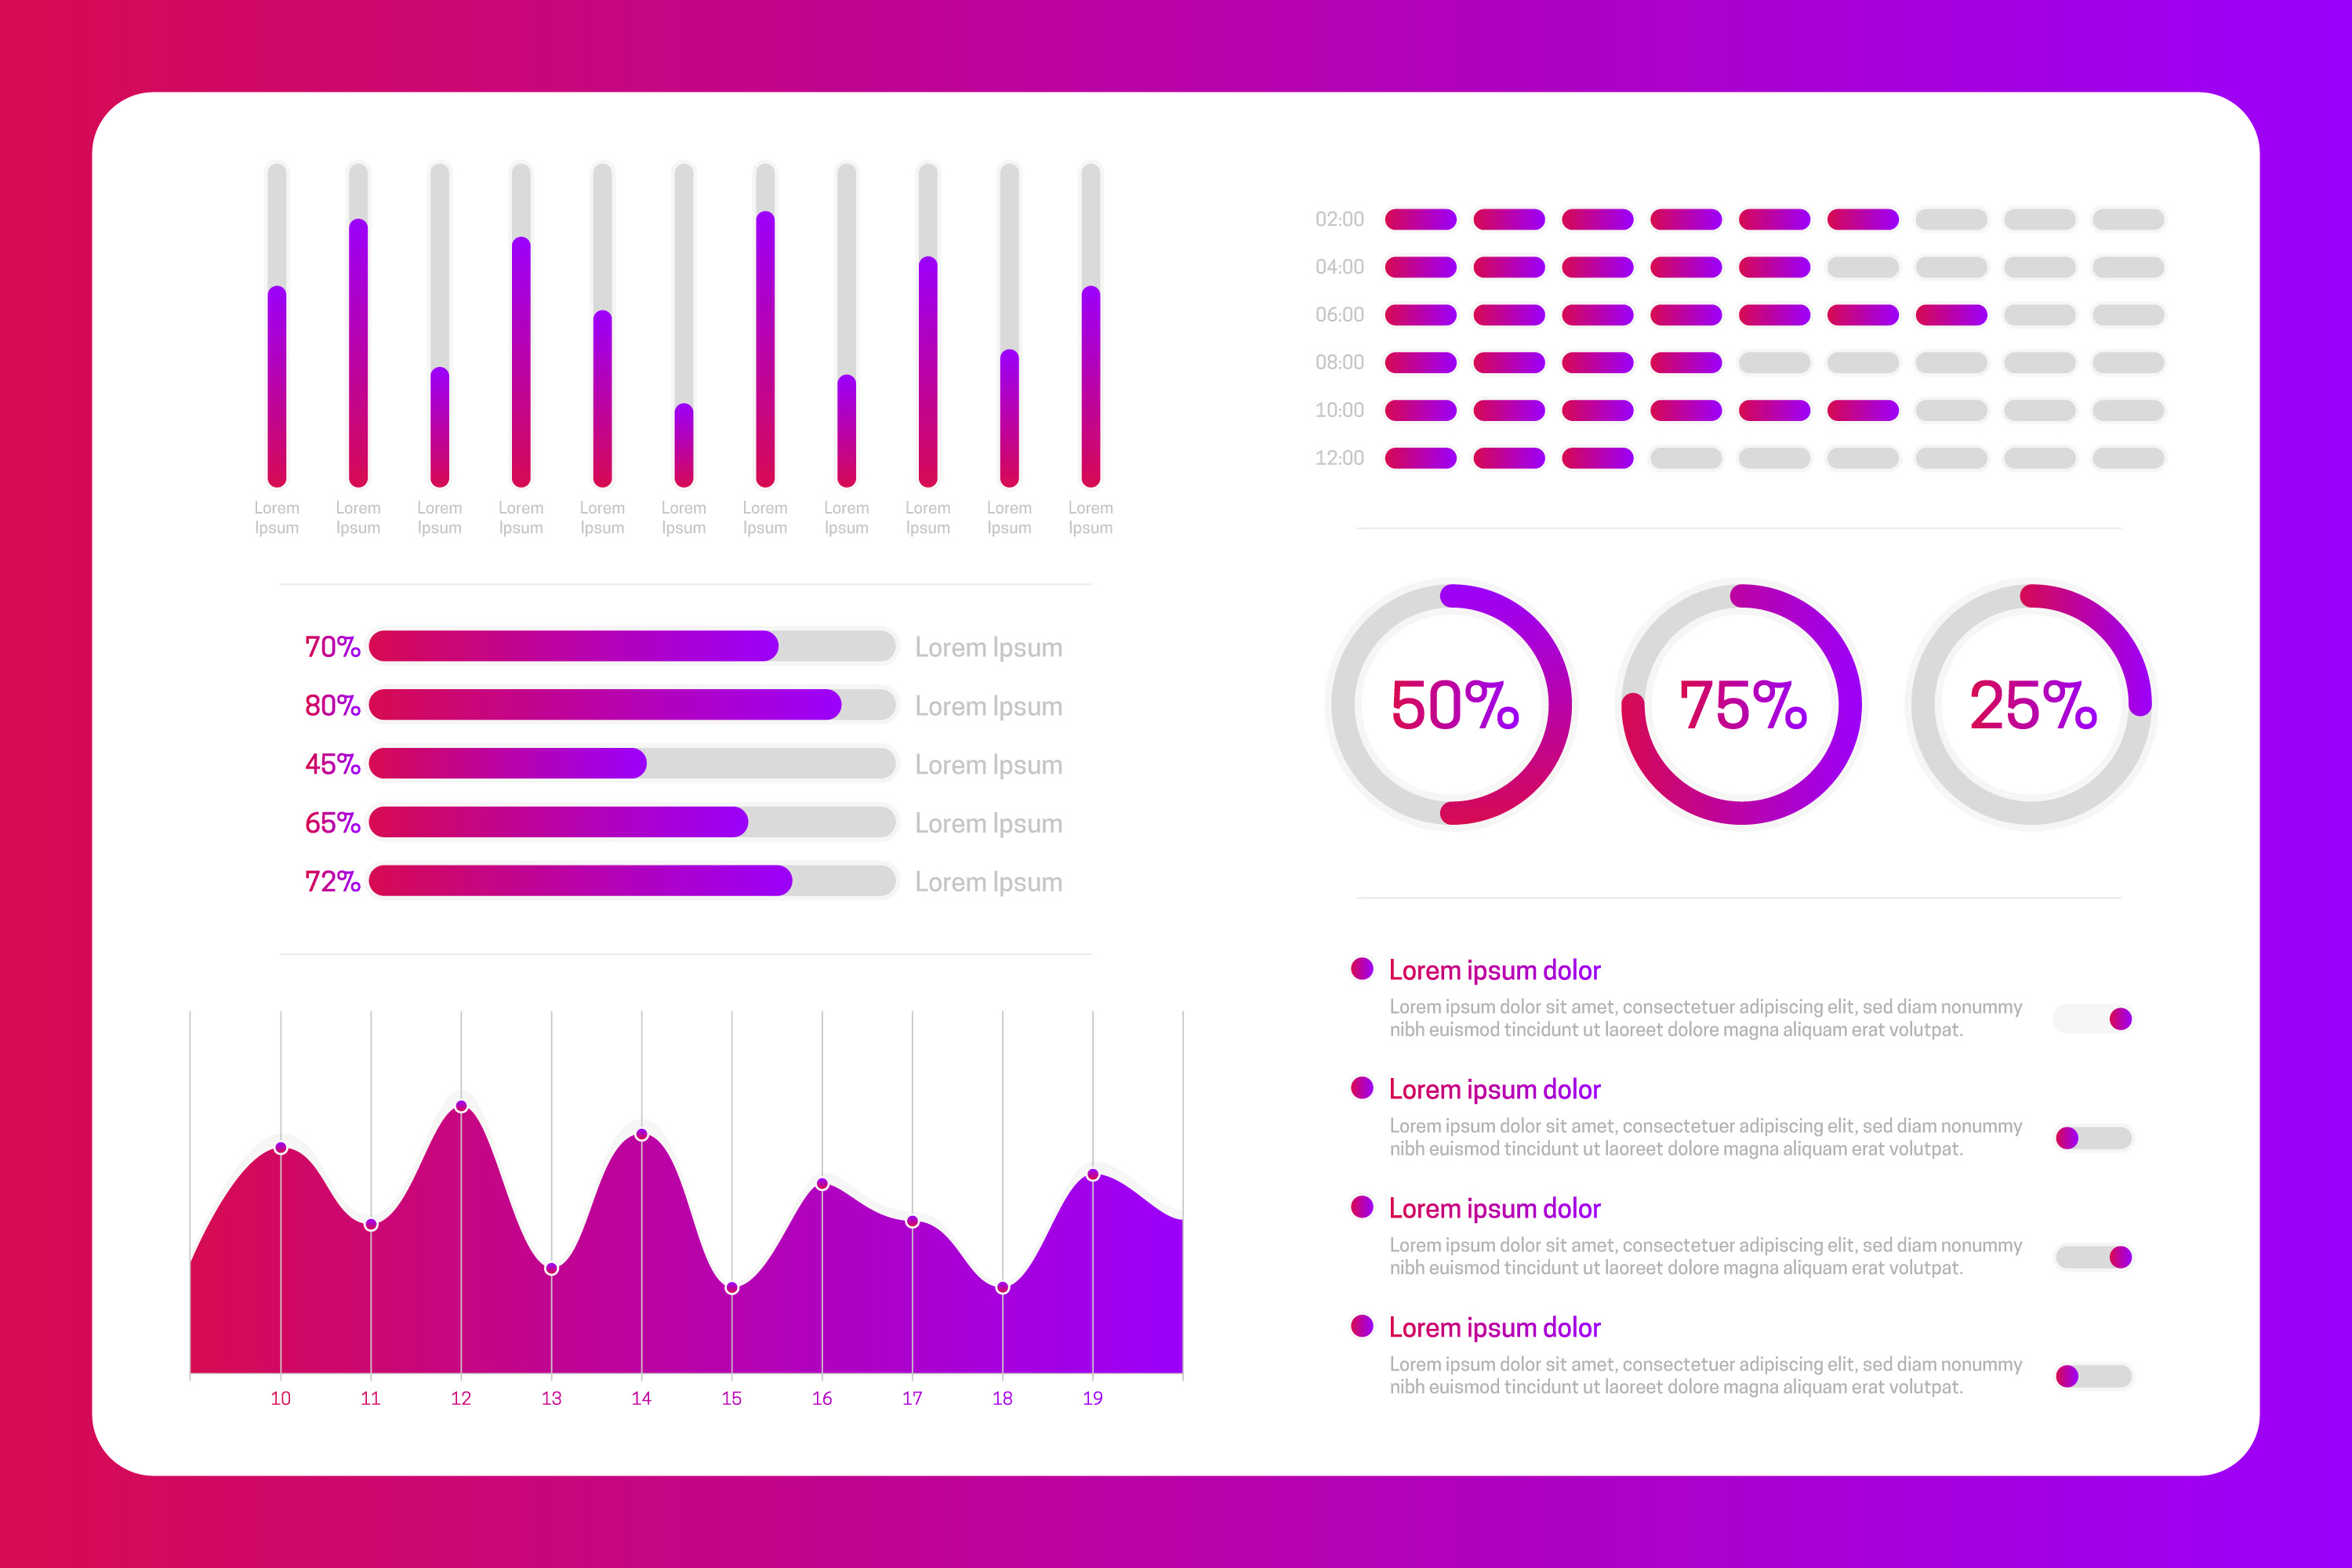 Lorem Lorem Lorem Lorem Lorem Lorem Lorem Lorem Lorem Lorem Lorem
Ipsum Ipsum Ipsum Ipsum Ipsum Ipsum Ipsum Ipsum Ipsum Ipsum Ipsum
70% Lorem Ipsum
80% Lorem Ipsum
45% Lorem Ipsum
65% Lorem Ipsum
72% Lorem Ipsum
10 11 12 13 14 15 16 17 18 19
02:00
04:00
06:00
08:00
10:00
12:00
50% 75% 25%
Lorem ipsum dolor
Lorem ipsum dolor sit amet, consectetuer adipiscing elit, sed diam nonummy
nibh euismod tincidunt ut laoreet dolore magna aliquam erat volutpat.
Lorem ipsum dolor
Lorem ipsum dolor sit amet, consectetuer adipiscing elit, sed diam nonummy
nibh euismod tincidunt ut laoreet dolore magna aliquam erat volutpat.
Lorem ipsum dolor
Lorem ipsum dolor sit amet, consectetuer adipiscing elit, sed diam nonummy
nibh euismod tincidunt ut laoreet dolore magna aliquam erat volutpat.
Lorem ipsum dolor
Lorem ipsum dolor sit amet, consectetuer adipiscing elit, sed diam nonummy
nibh euismod tincidunt ut laoreet dolore magna aliquam erat volutpat.